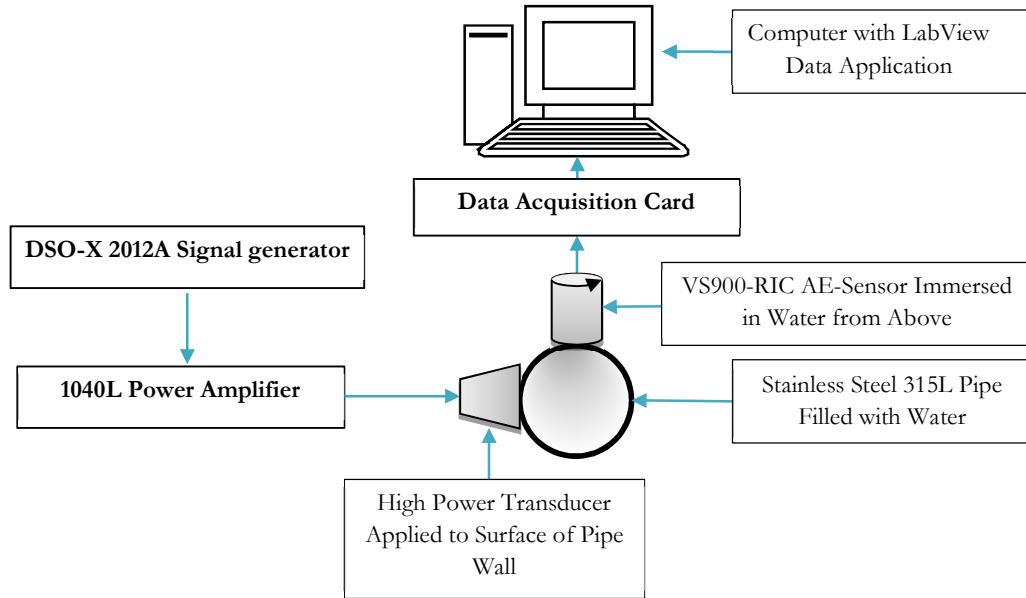 Computer with LabView
Data Application
Data Acquisition Card
DSO-X 2012A Signal generator
VS900-RIC AE-Sensor Immersed
in Water from Above
1040L Power Amplifier
Stainless Steel 315L Pipe
Filled with Water
High Power Transducer
Applied to Surface of Pipe
Wall